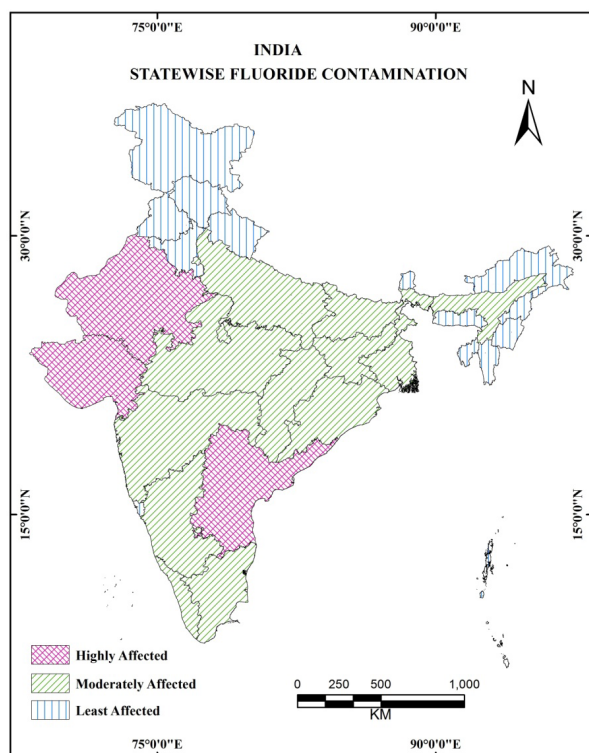 75°0'0"E 90°0'0"E
INDIA
STATEWISE FLUORIDE CONTAMINATION
N
30°0'0"N 30°0'0"N
15°0'0"N 15°0'0"N
Highly Affected
Moderately Affected
Least Affected
0 250 500 1,000
KM
75°0'0"E 90°0'0"E